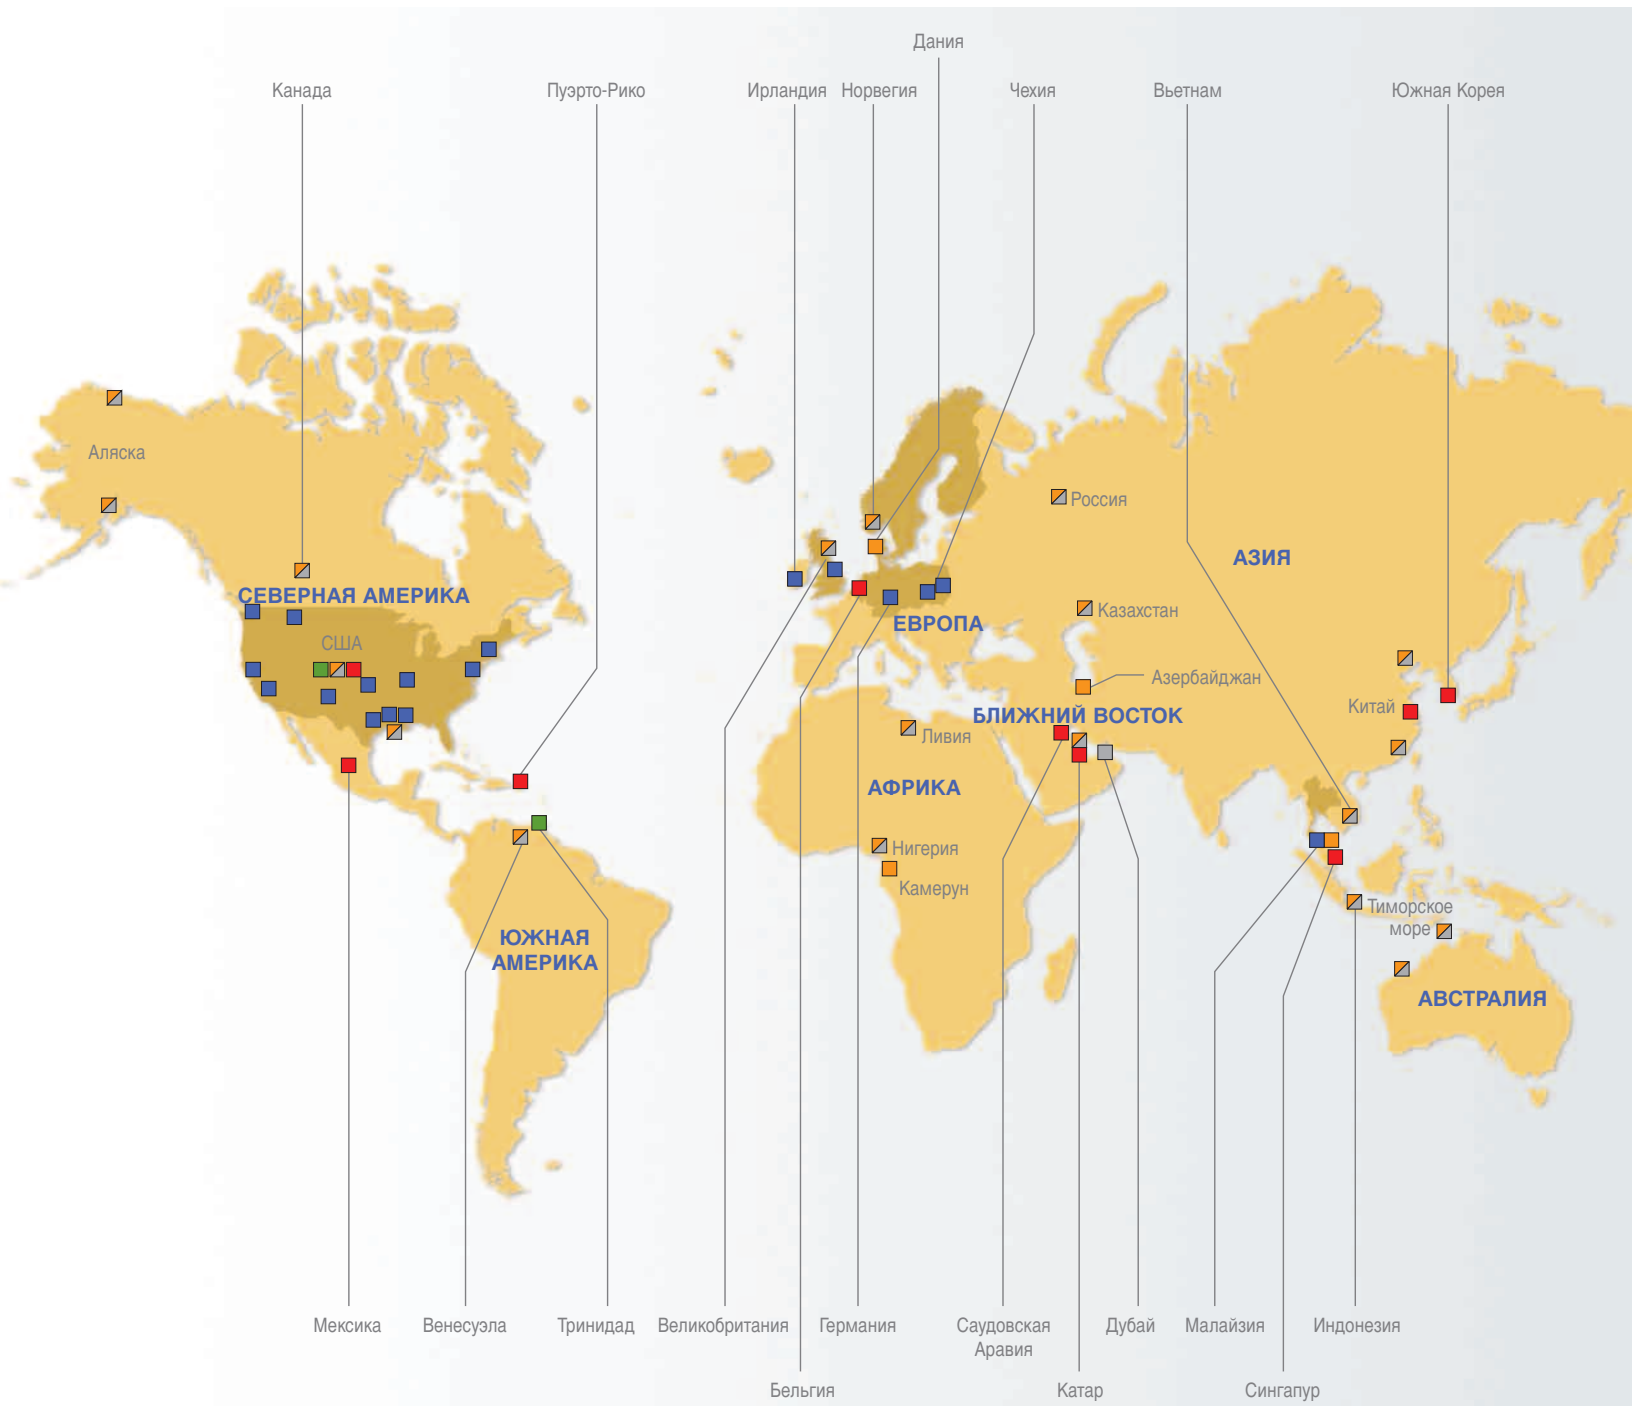 Дания
Канада
Пуэрто-Рико
Ирландия
Норвегия
Чехия
Вьетнам
Южная Корея
Аляска
Россия
АЗИЯ
СЕВЕРНАЯ АМЕРИКА
Казахстан
ЕВРОПА
США
Азербайджан
Китай
БЛИЖНИЙ ВОСТОК
Ливия
АФРИКА
Нигерия
Камерун
Тиморское
море
ЮЖНАЯ
АМЕРИКА
АВСТРАЛИЯ
Мексика
Венесуэла
Тринидад
Великобритания
Германия
Саудовская
Аравия
Дубай
Малайзия
Индонезия
Бельгия
Катар
Сингапур